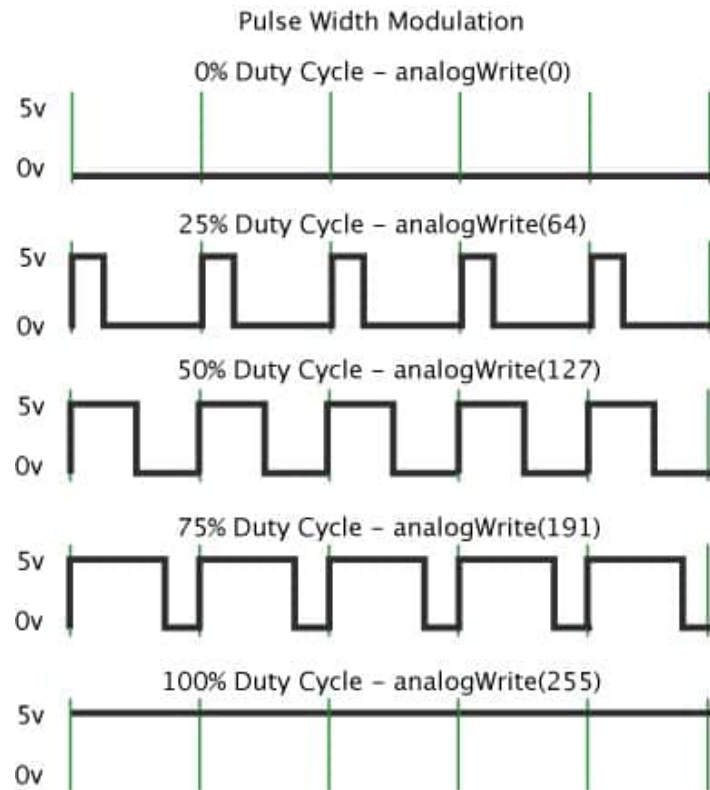 Pulse Width Modulation
0% Duty Cycle – analogWrite(0)
5v
0v
25% Duty Cycle – analogWrite(64)
5v
0v
50% Duty Cycle – analogWrite(127)
5v
0v
75% Duty Cycle – analogWrite(191)
5v
0v
100% Duty Cycle – analogWrite(255)
5v
0v